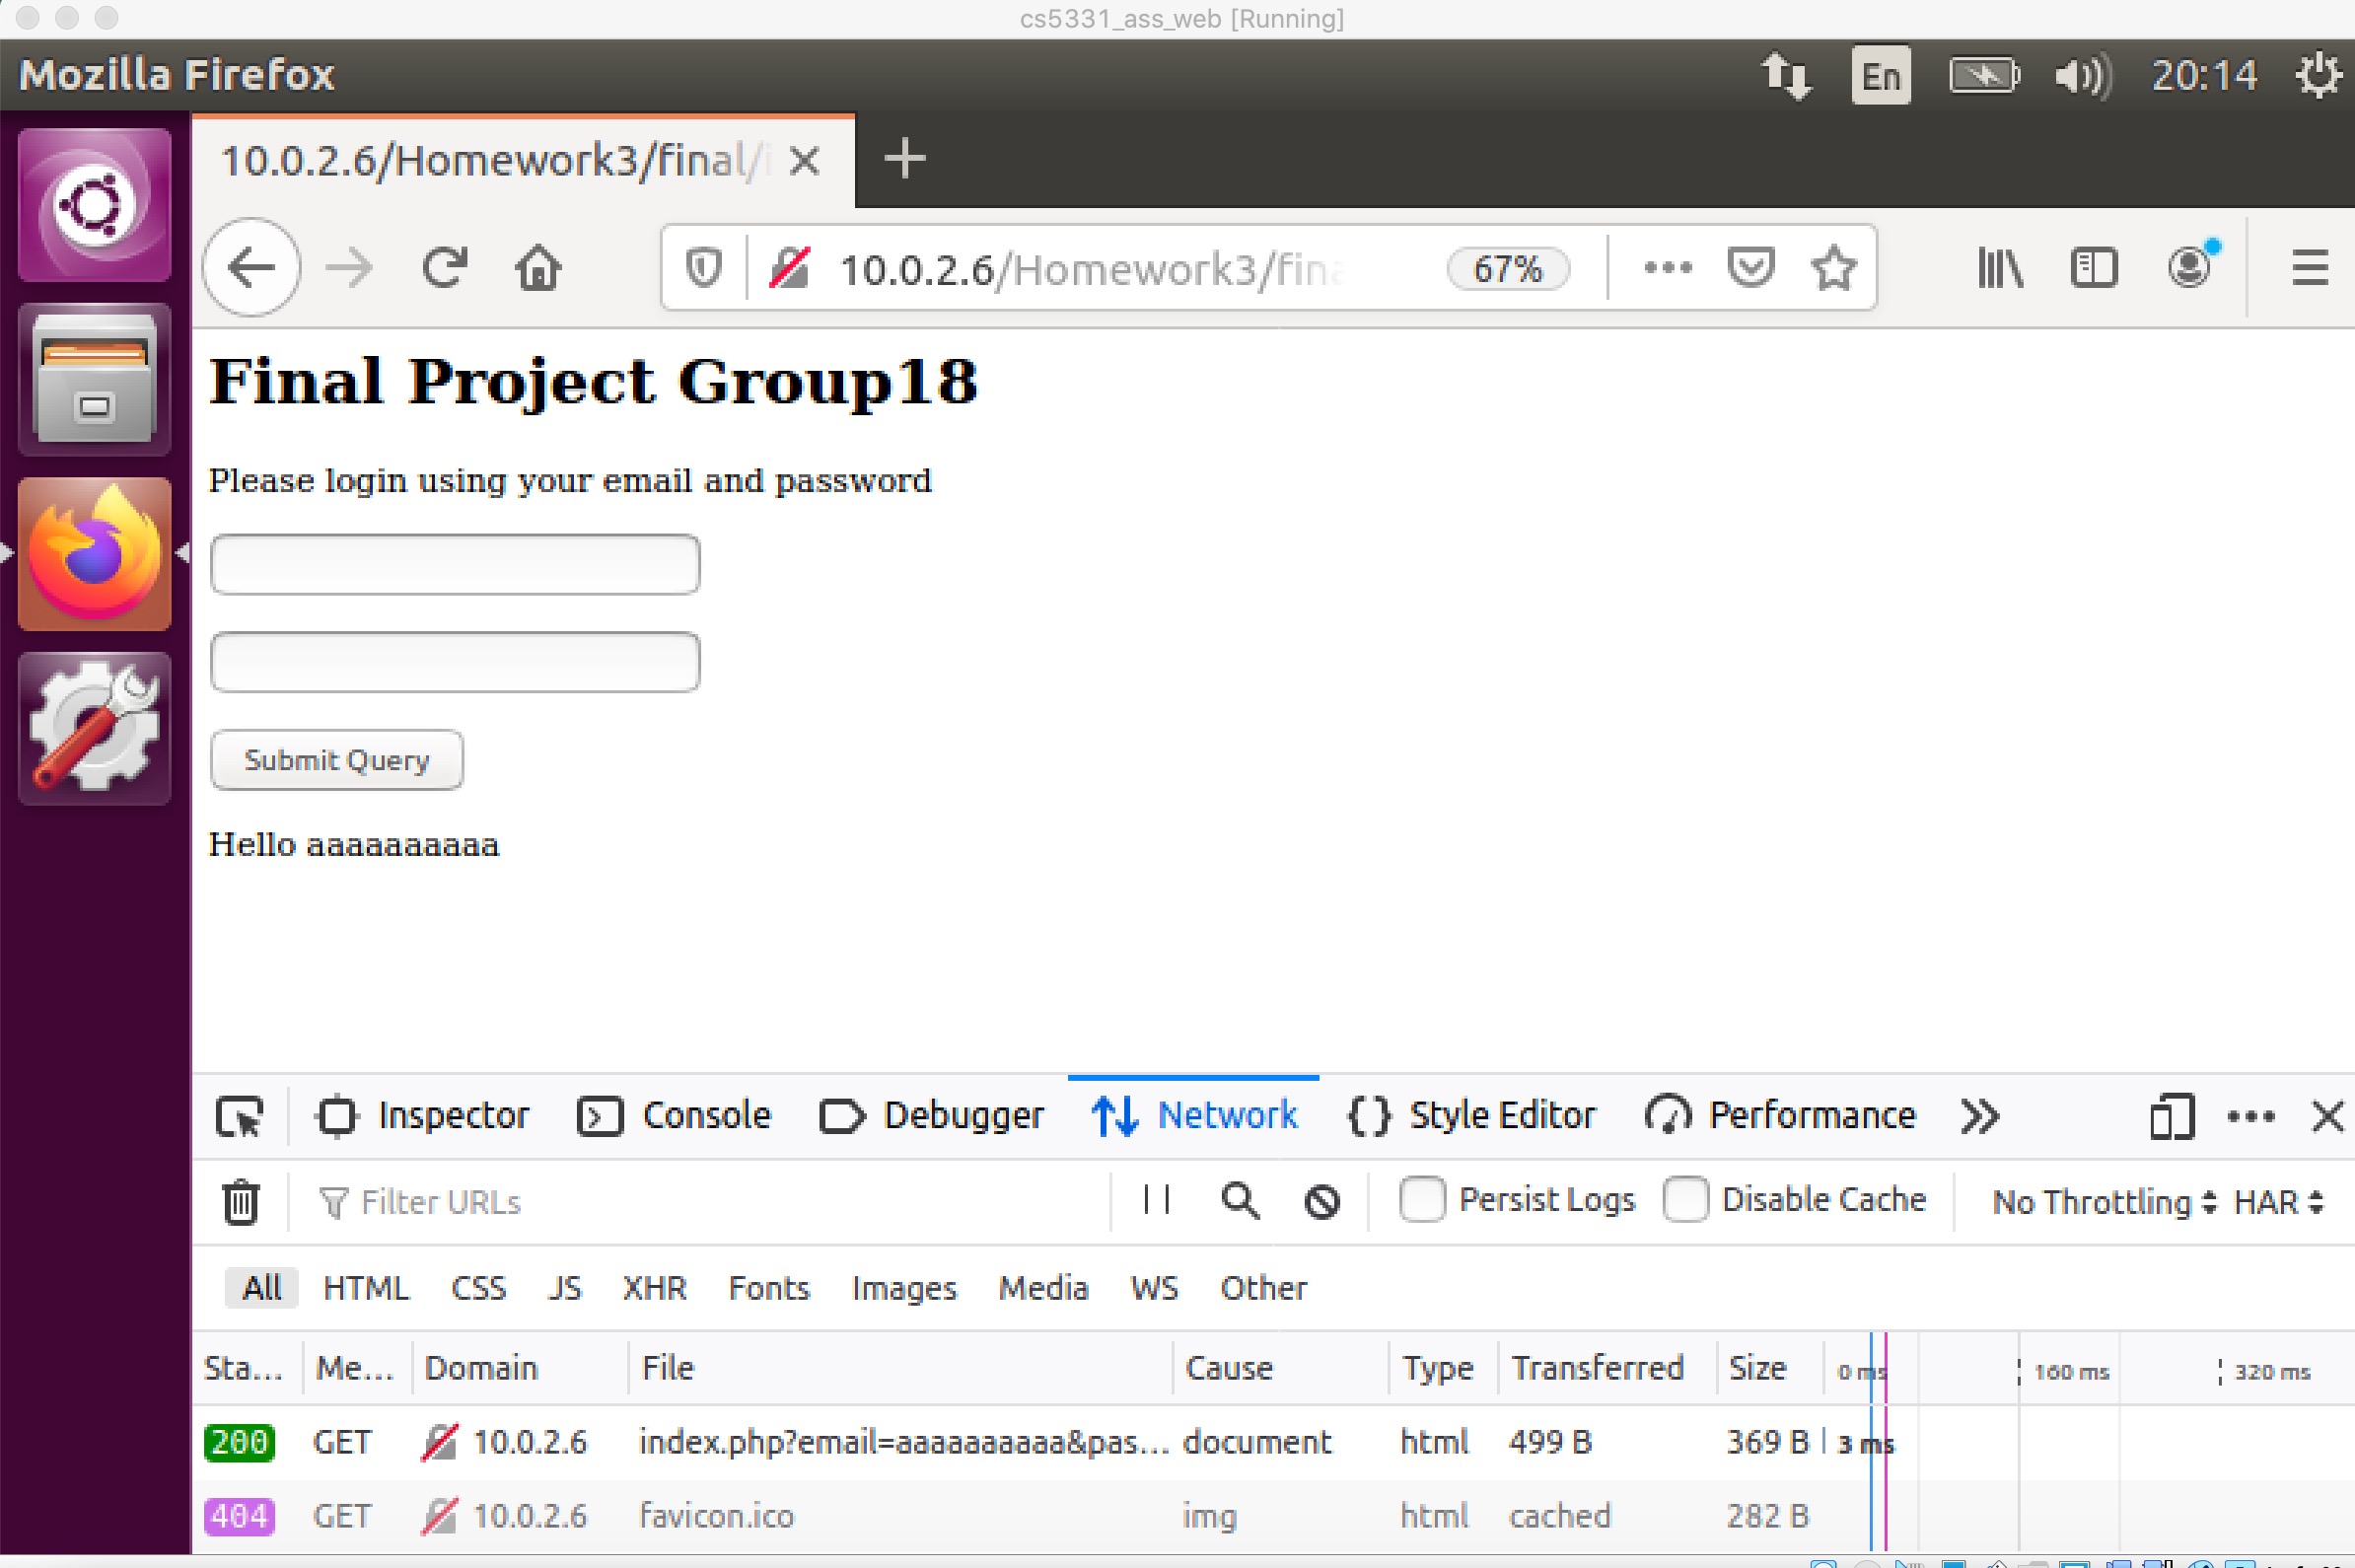 cs5331_ass_web [Running]
Mozilla Firefox En 20:14
10.0.2.6/Homework3/final/i
10.0.2.6/Homework3/fina 67%
Final Project Group18
Please login using your email and password
Submit Query
Hello aaaaaaaaaa
Inspector Console Debugger Network Style Editor Performance
Filter URLs Persist Logs Disable Cache No Throttling HAR
All HTML CSS JS XHR Fonts Images Media WS Other
Sta... Me... Domain File Cause Type Transferred Size 0 ms 160 ms 320 ms
200 GET 10.0.2.6 index.php?email=aaaaaaaaaa&pas... document html 499 B 369 B 3 ms
404 GET 10.0.2.6 favicon.ico img html cached 282 B